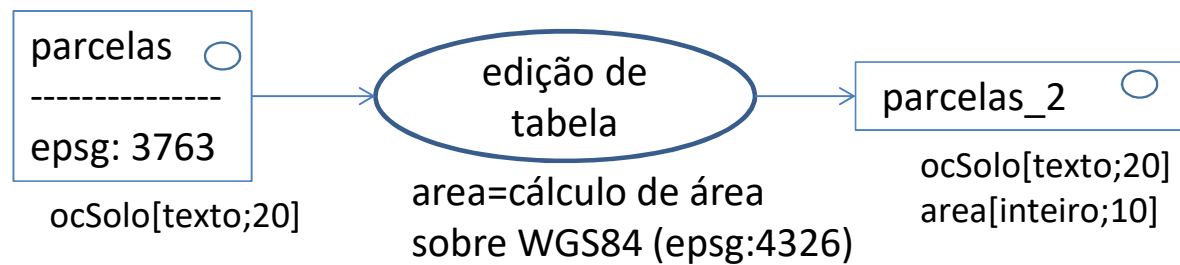 parcelas
---------------
epsg: 3763
ocSolo[texto;20]
edição de
tabela
area=cálculo de área
sobre WGS84 (epsg:4326)
parcelas_2
ocSolo[texto;20]
area[inteiro;10]